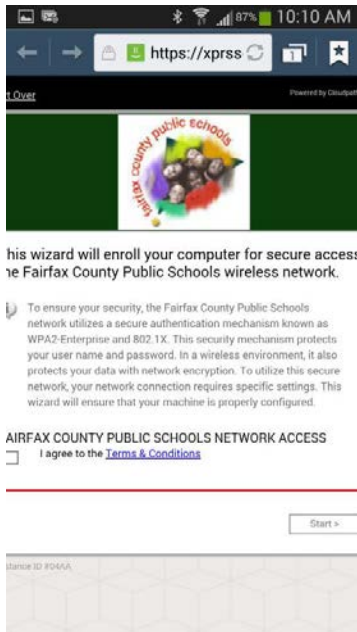 87% 10:10 AM
https://xprss
1
t Over
Powered by Cloudpath
fairfax county public schools
his wizard will enroll your computer for secure access
he Fairfax County Public Schools wireless network.
To ensure your security, the Fairfax County Public Schools
network utilizes a secure authentication mechanism known as
WPA2-Enterprise and 802.1X. This security mechanism protects
your user name and password. In a wireless environment, it also
protects your data with network encryption. To utilize this secure
network, your network connection requires specific settings. This
wizard will ensure that your machine is properly configured.
AIRFAX COUNTY PUBLIC SCHOOLS NETWORK ACCESS
I agree to the Terms & Conditions
Start >
stance ID #04AA